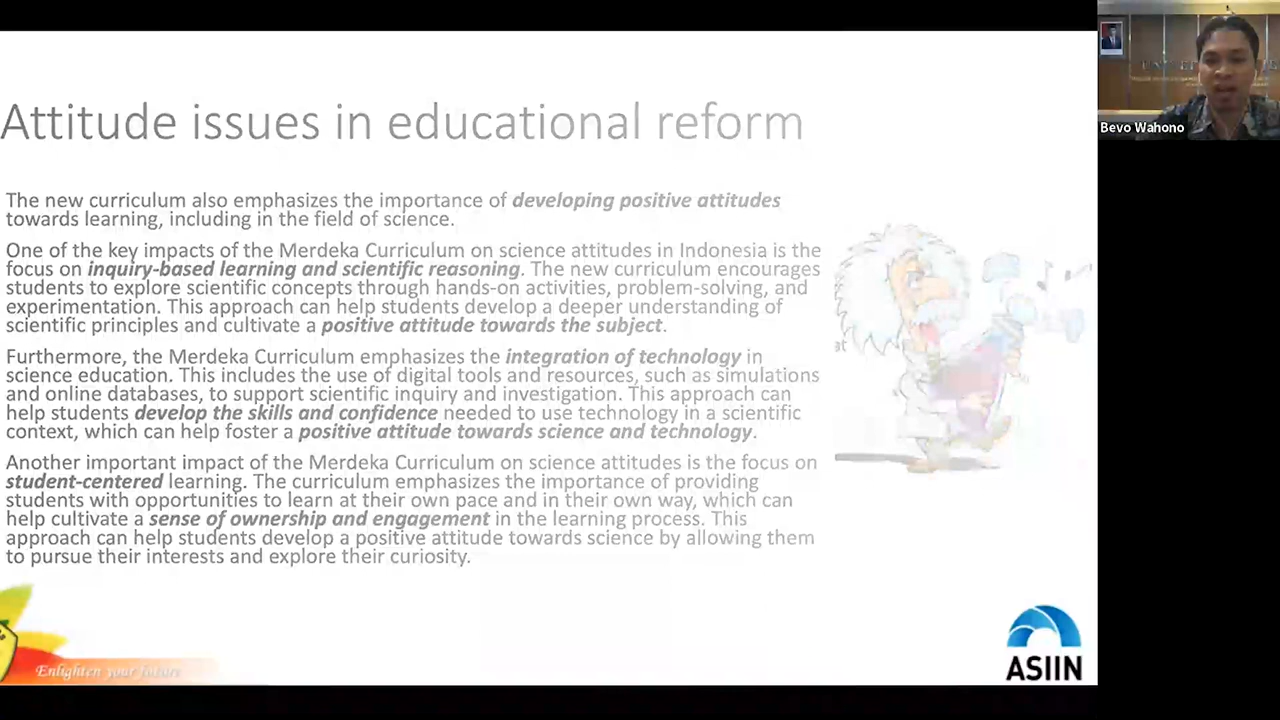 Attitude issues in educational reform
The new curriculum also emphasizes the importance of developing positive attitudes
towards learning, including in the field of science.
One of the key impacts of the Merdeka Curriculum on science attitudes in Indonesia is the
focus on inquiry-based learning and scientific reasoning. The new curriculum encourages
students to explore scientific concepts through hands-on activities, problem-solving, and
experimentation. This approach can help students develop a deeper understanding of
scientific principles and cultivate a positive attitude towards the subject.
Furthermore, the Merdeka Curriculum emphasizes the integration of technology in
science education. This includes the use of digital tools and resources, such as simulations
and online databases, to support scientific inquiry and investigation. This approach can
help students develop the skills and confidence needed to use technology in a scientific
context, which can help foster a positive attitude towards science and technology.
Another important impact of the Merdeka Curriculum on science attitudes is the focus on
student-centered learning. The curriculum emphasizes the importance of providing
students with opportunities to learn at their own pace and in their own way, which can
help cultivate a sense of ownership and engagement in the learning process. This
approach can help students develop a positive attitude towards science by allowing them
to pursue their interests and explore their curiosity.
at
Enlighten your future
ASIIN
Bevo Wahono